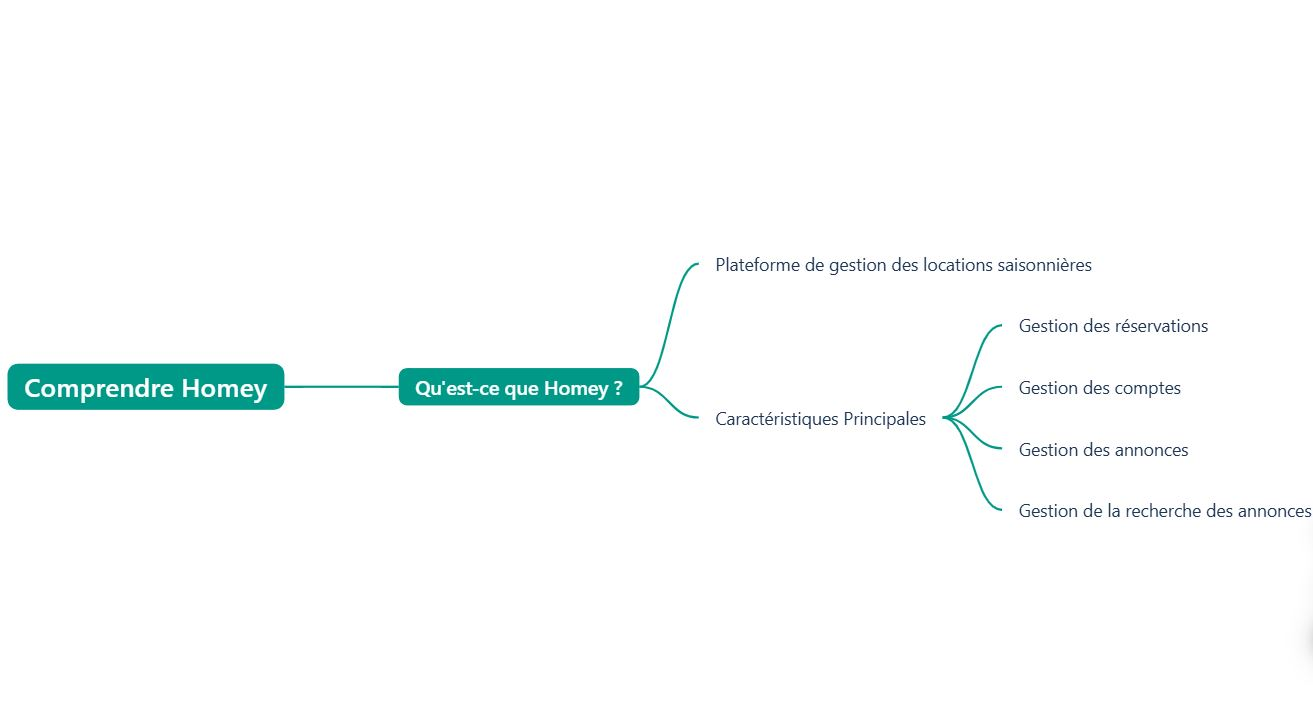 Comprendre Homey
Qu'est-ce que Homey ?
Plateforme de gestion des locations saisonnières
Caractéristiques Principales
Gestion des réservations
Gestion des comptes
Gestion des annonces
Gestion de la recherche des annonces